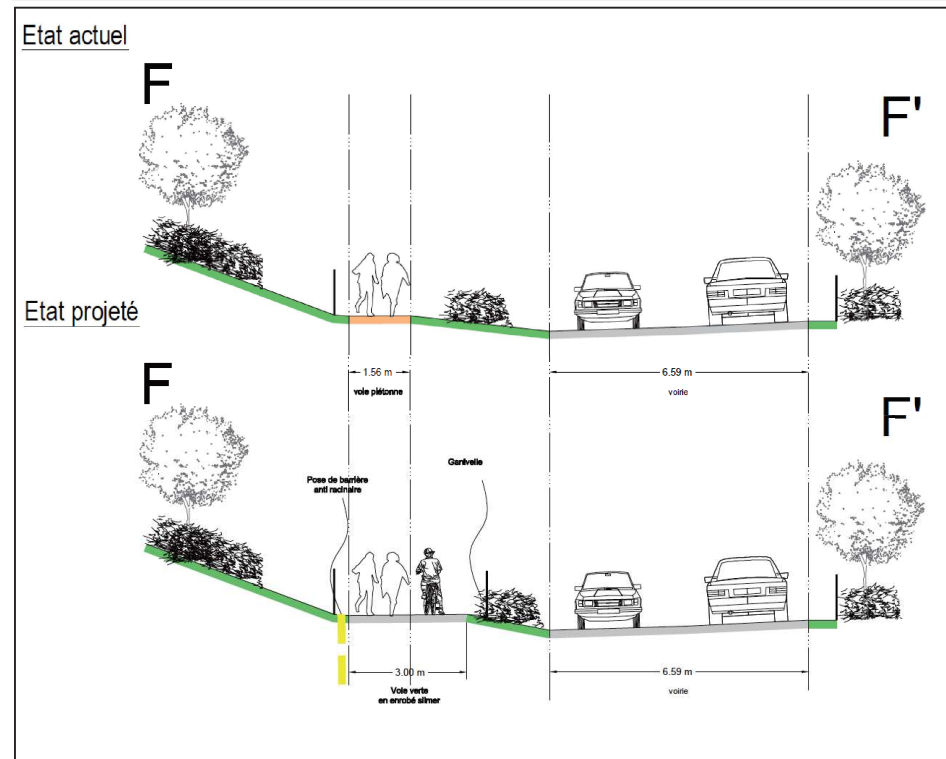 Etat actuel
F
F'
1.56 m
voie piétonne
6.59 m
voirie
Etat projeté
F
F'
Pose de barrière
anti racinaire
Ganivelle
3.00 m
Voie verte
en enrobé silmer
6.59 m
voirie